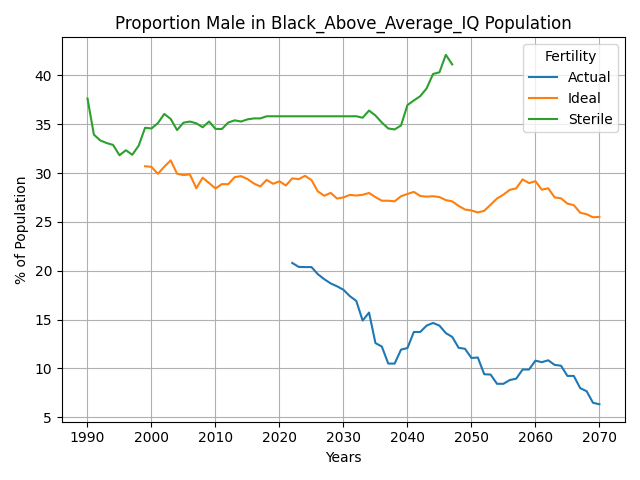 Proportion Male in Black_Above_Average_IQ Population
Fertility
Actual
Ideal
Sterile
% of Population
40
35
30
25
20
15
10
5
1990 2000 2010 2020 2030 2040 2050 2060 2070
Years